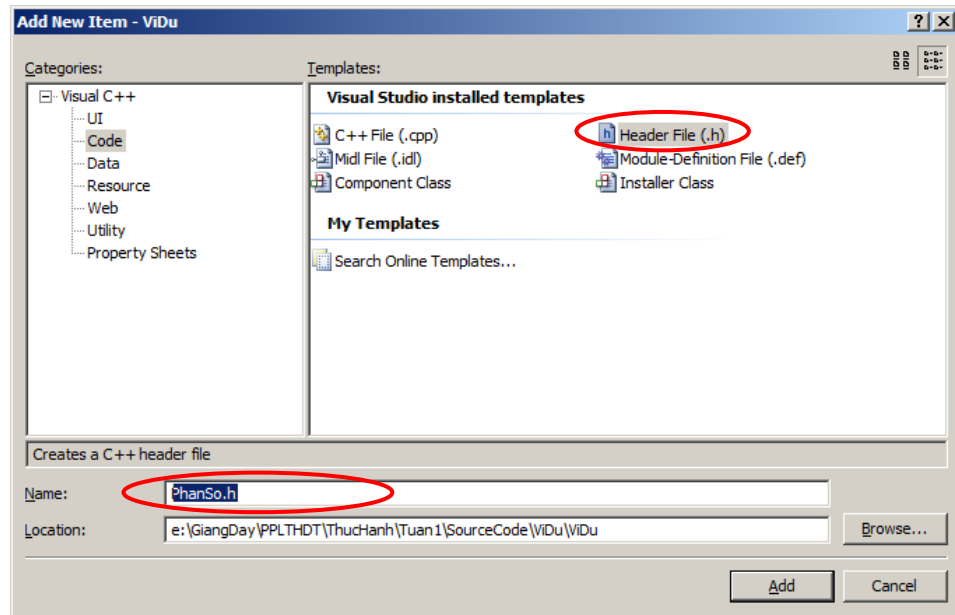 Add New Item - ViDu
Categories:
Templates:
Visual C++
UI
Code
Data
Resource
Web
Utility
Property Sheets
Visual Studio installed templates
C++ File (.cpp)
Header File (.h)
Midl File (.idl)
Module-Definition File (.def)
Component Class
Installer Class
My Templates
Search Online Templates...
Creates a C++ header file
Name:
PhanSo.h
Location:
e:\GiangDay\PPLTHDT\ThucHanh\Tuan1\SourceCode\ViDu\ViDu
Browse...
Add
Cancel